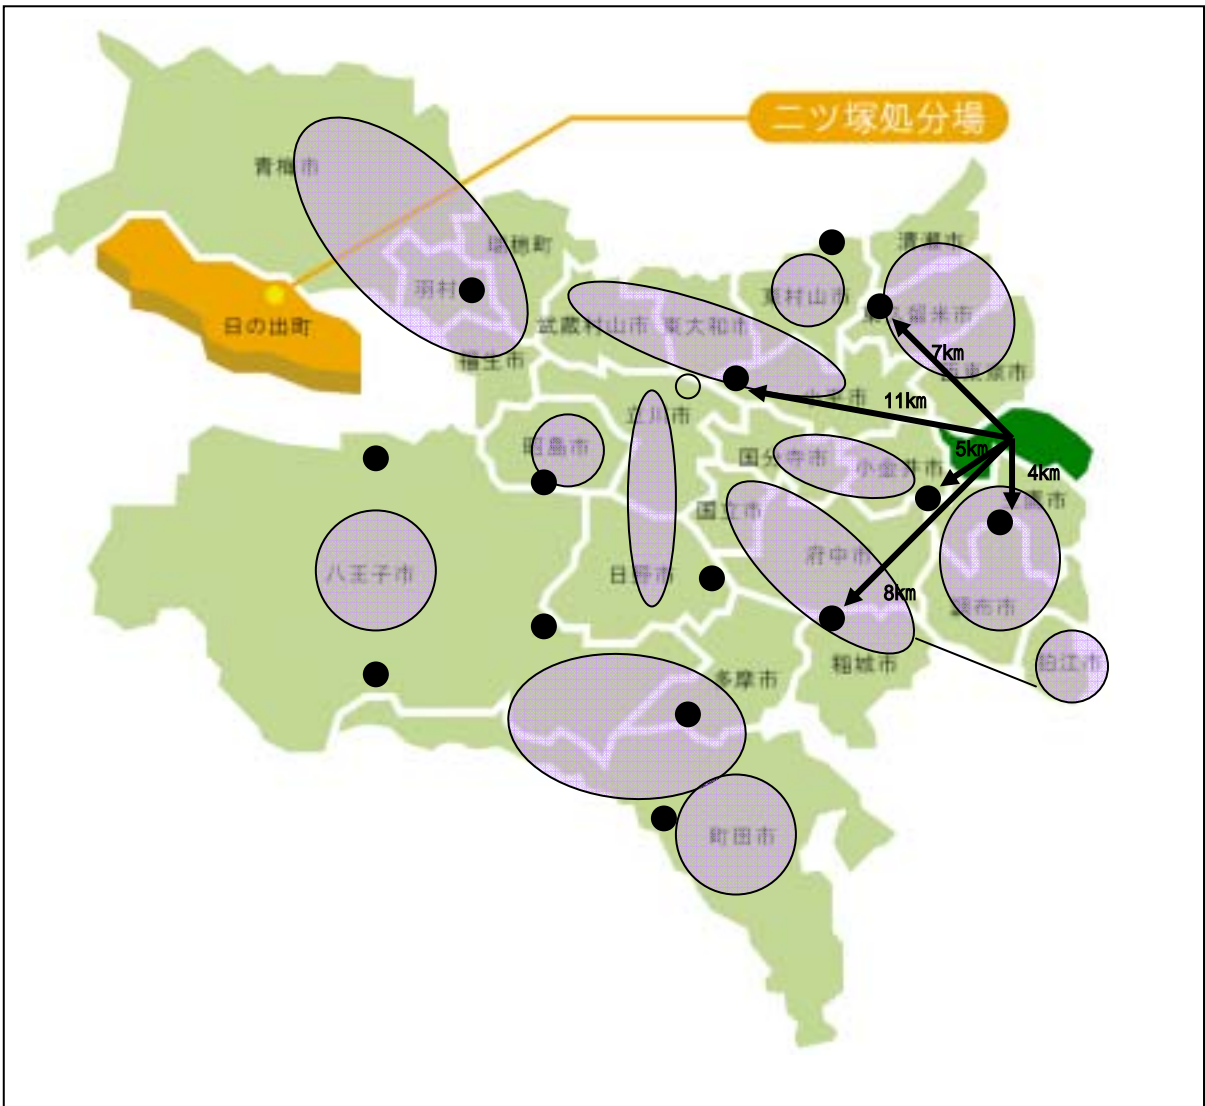 二ツ塚処分場
青梅市
清瀬市
瑞穂町
羽村
東村山市
東久留米市
日の出町
武蔵村山市
東大和市
7km
福生市
西東京市
11km
小平市
立川市
昭島市
国分寺市
小金井市
5km
4km
国立市
八王子市
日野市
府中市
8km
調布市
多摩市
稲城市
狛江市
町田市